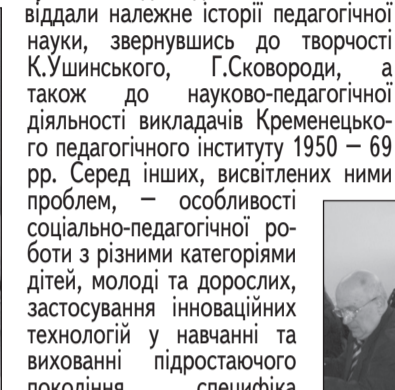 віддали належне історії педагогічної
науки, звернувшись до творчості
К.Ушинського, Г.Сковороди, а
також до науково-педагогічної
діяльності викладачів Кременецько-
го педагогічного інституту 1950 – 69
рр. Серед інших, висвітлених ними
проблем, – особливості
соціально-педагогічної ро-
боти з різними категоріями
дітей, молоді та дорослих,
застосування інноваційних
технологій у навчанні та
вихованні підростаючого
покоління, специфіка